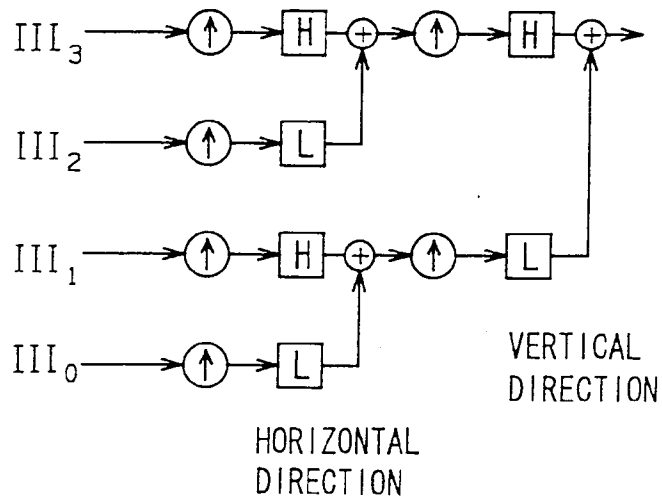 III3 H H
III2 L
III1 H L
III0 L
VERTICAL
DIRECTION
HORIZONTAL
DIRECTION